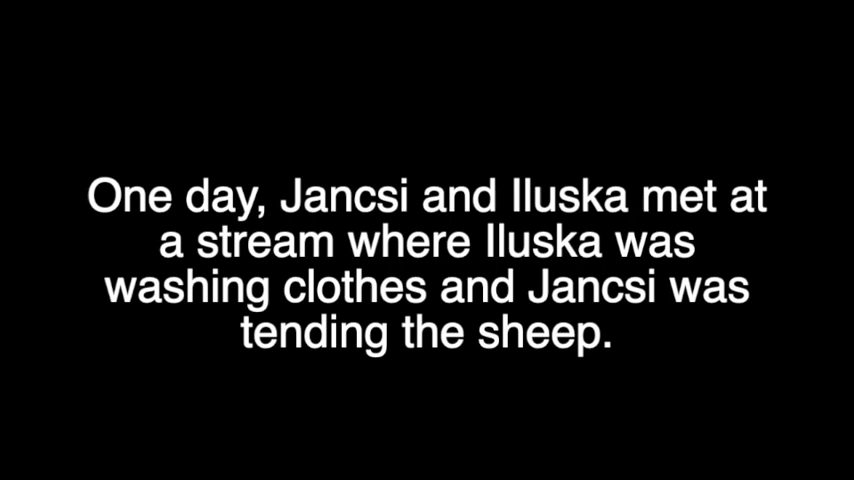 One day, Jancsi and Iluska met at
a stream where Iluska was
washing clothes and Jancsi was
tending the sheep.